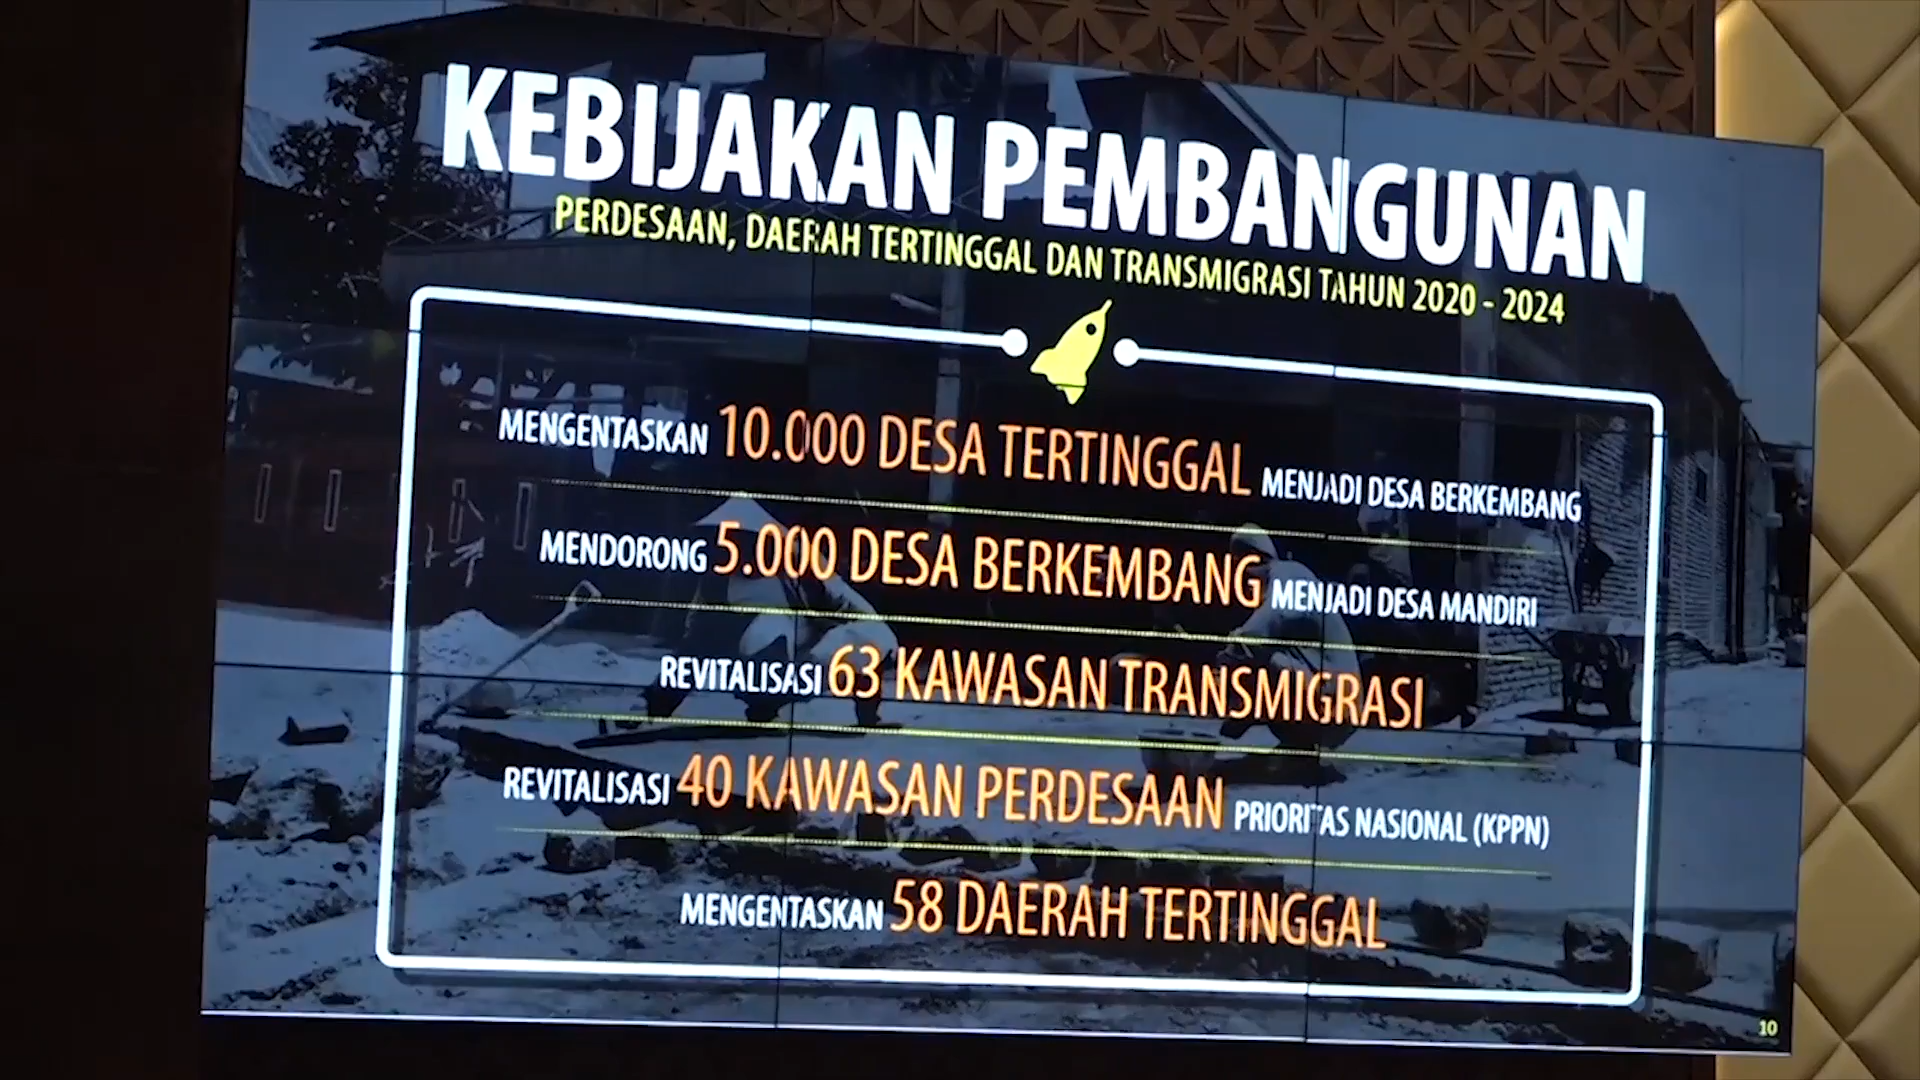 KEBIJAKAN PEMBANGUNAN
PERDESAAN, DAERAH TERTINGGAL DAN TRANSMIGRASI TAHUN 2020 - 2024
MENGENTASKAN 10.000 DESA TERTINGGAL MENJADI DESA BERKEMBANG
MENDORONG 5.000 DESA BERKEMBANG MENJADI DESA MANDIRI
REVITALISASI 63 KAWASAN TRANSMIGRASI
REVITALISASI 40 KAWASAN PERDESAAN PRIORITAS NASIONAL (KPPN)
MENGENTASKAN 58 DAERAH TERTINGGAL
10